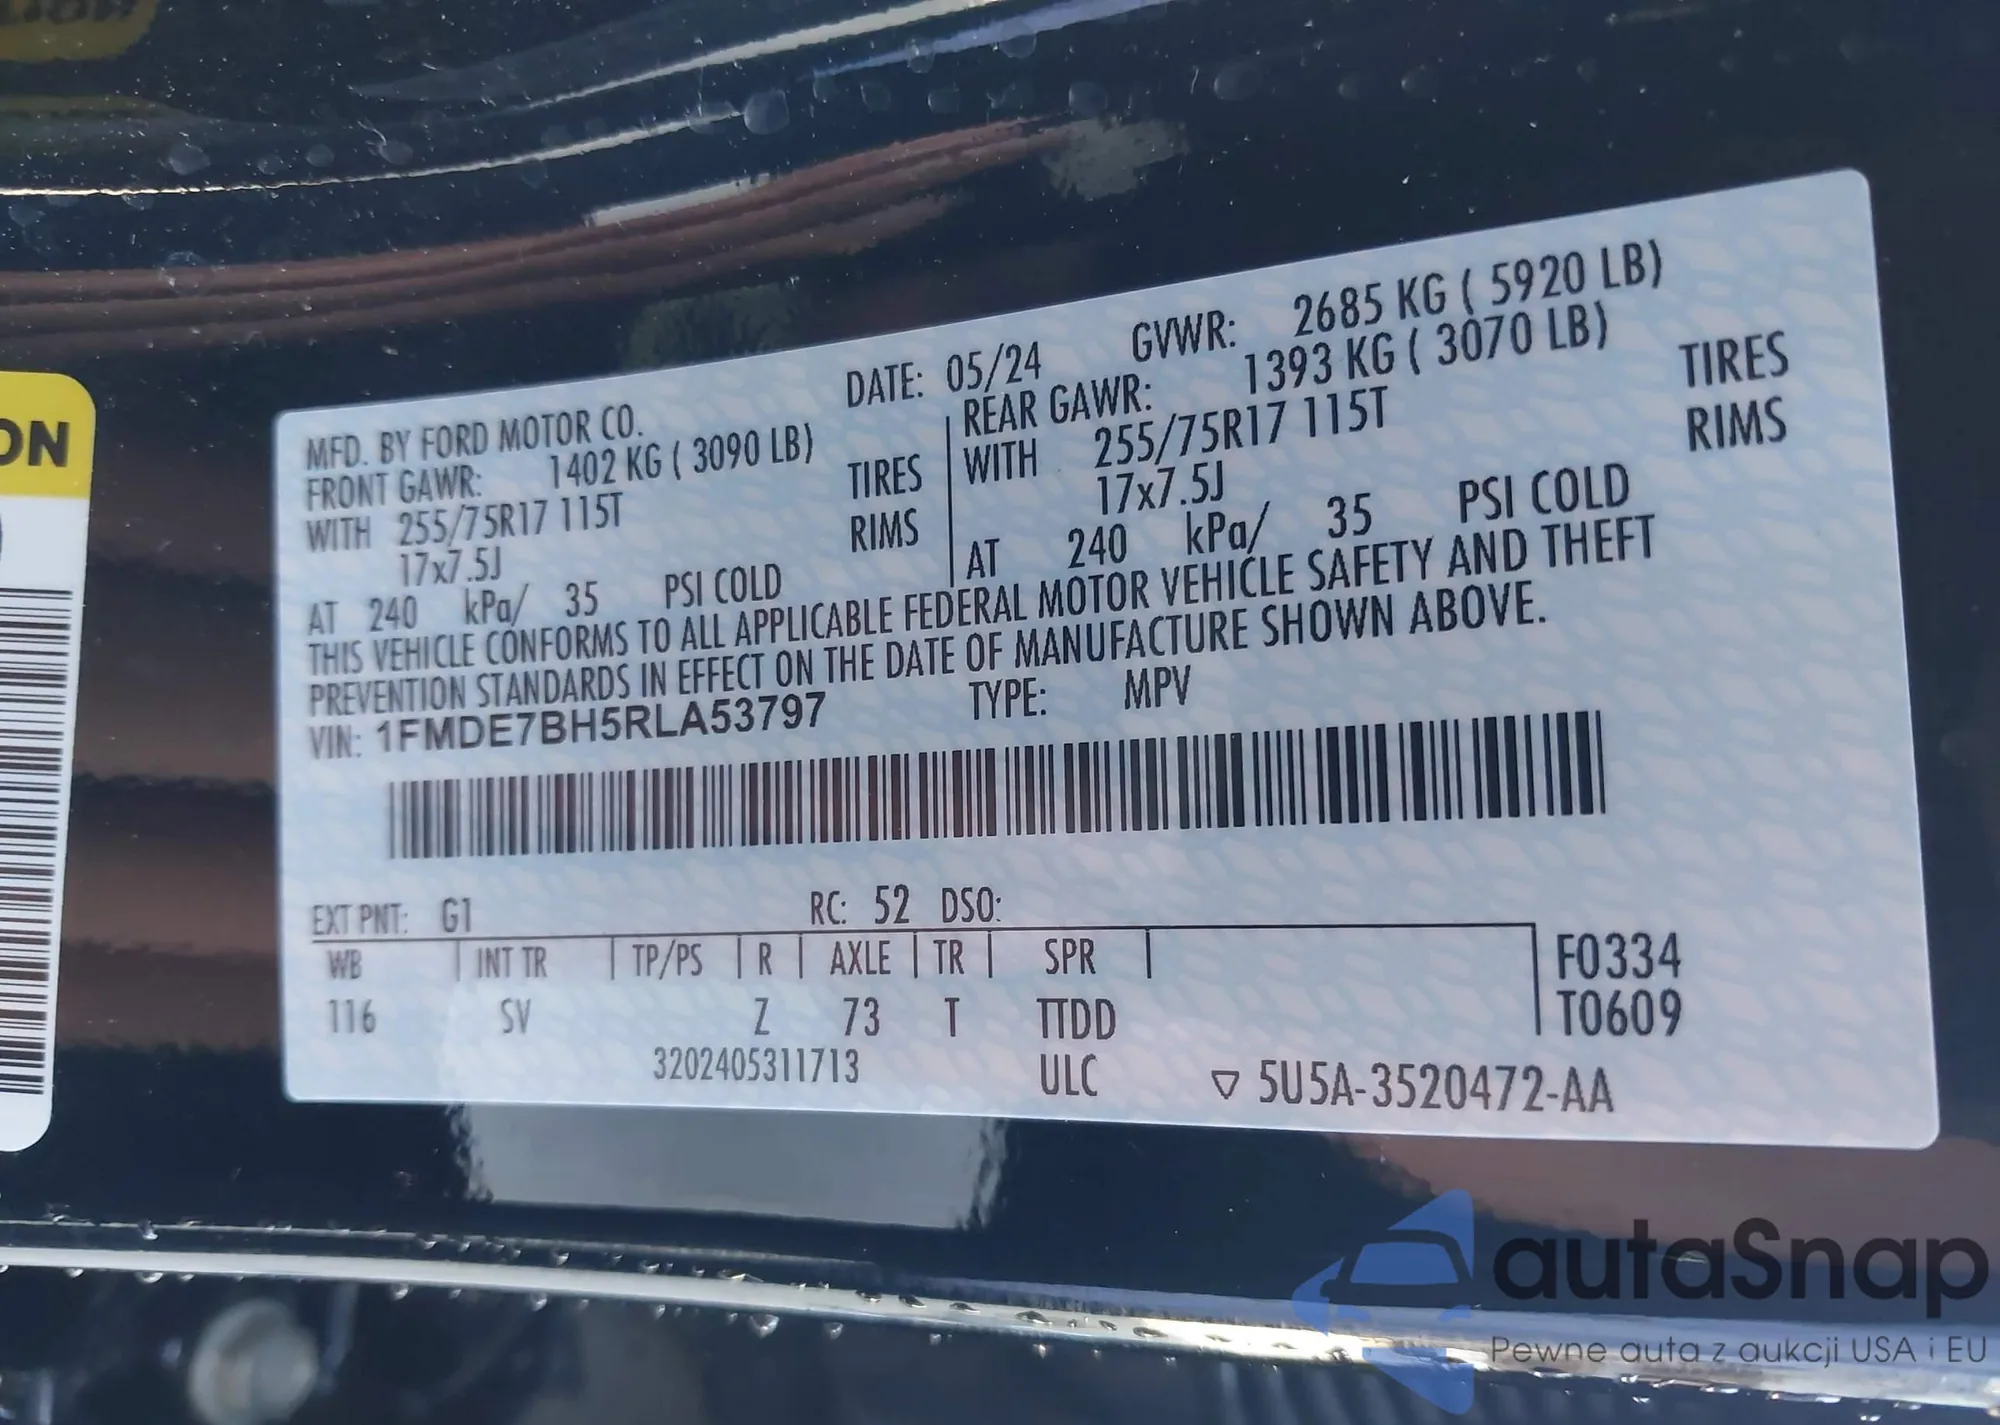 ON
MFD. BY FORD MOTOR CO. DATE: 05/24 GVWR: 2685 KG ( 5920 LB)
FRONT GAWR: 1402 KG ( 3090 LB) REAR GAWR: 1393 KG ( 3070 LB)
WITH 255/75R17 115T TIRES WITH 255/75R17 115T TIRES
17x7.5J RIMS 17x7.5J RIMS
AT 240 kPa/ 35 PSI COLD AT 240 kPa/ 35 PSI COLD
THIS VEHICLE CONFORMS TO ALL APPLICABLE FEDERAL MOTOR VEHICLE SAFETY AND THEFT
PREVENTION STANDARDS IN EFFECT ON THE DATE OF MANUFACTURE SHOWN ABOVE.
VIN: 1FMDE7BH5RLA53797 TYPE: MPV
EXT PNT: G1 RC: 52 DSO:
WB INT TR TP/PS R AXLE TR SPR F0334
116 SV Z 73 T TTDD T0609
3202405311713 ULC ▽ 5U5A-3520472-AA
autaSnap
Pewne auta z aukcji USA i EU